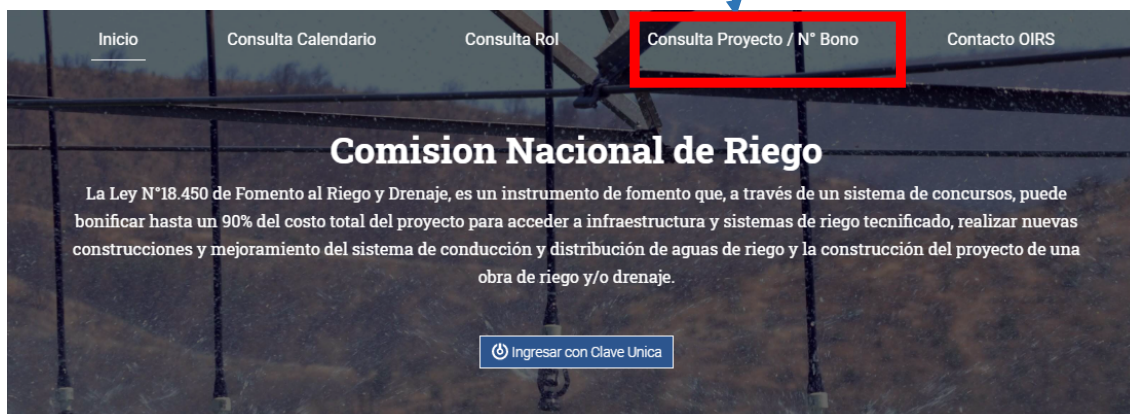 Inicio Consulta Calendario Consulta Rol Consulta Proyecto / N° Bono Contacto OIRS
Comision Nacional de Riego
La Ley N°18.450 de Fomento al Riego y Drenaje, es un instrumento de fomento que, a través de un sistema de concursos, puede
bonificar hasta un 90% del costo total del proyecto para acceder a infraestructura y sistemas de riego tecnificado, realizar nuevas
construcciones y mejoramiento del sistema de conducción y distribución de aguas de riego y la construcción del proyecto de una
obra de riego y/o drenaje.
Ingresar con Clave Unica